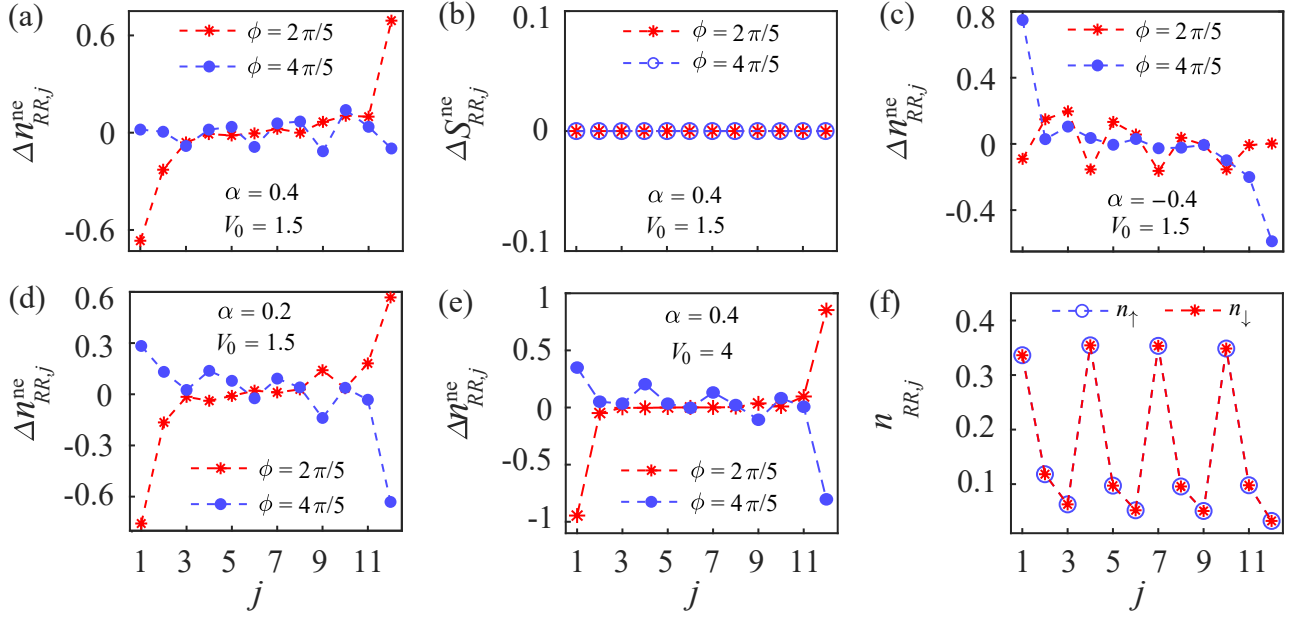 (a)
0.6
0
-0.6
Δn^ne_RR,j
ϕ = 2π/5
ϕ = 4π/5
α = 0.4
V₀ = 1.5
(b)
0.1
0
-0.1
ΔS^ne_RR,j
ϕ = 2π/5
ϕ = 4π/5
α = 0.4
V₀ = 1.5
(c)
0.8
0.4
0
-0.4
Δn^ne_RR,j
ϕ = 2π/5
ϕ = 4π/5
α = −0.4
V₀ = 1.5
(d)
0.6
0.3
0
-0.3
-0.6
Δn^ne_RR,j
α = 0.2
V₀ = 1.5
ϕ = 2π/5
ϕ = 4π/5
1 3 5 7 9 11
j
(e)
1
0.5
0
-0.5
-1
Δn^ne_RR,j
α = 0.4
V₀ = 4
ϕ = 2π/5
ϕ = 4π/5
1 3 5 7 9 11
j
(f)
0.4
0.3
0.2
0.1
n_RR,j
n↑ n↓
1 3 5 7 9 11
j